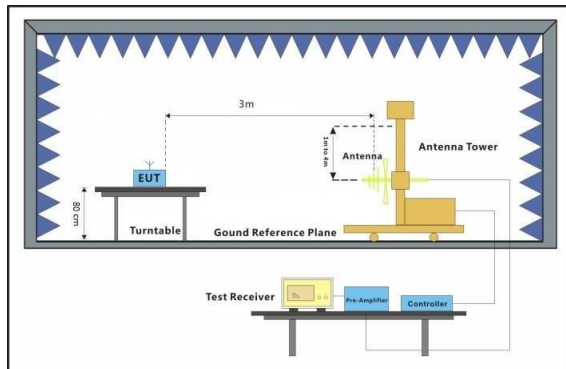 3m
1m to 4m
Antenna
Antenna Tower
EUT
80 cm
Turntable
Gound Reference Plane
Test Receiver
Pre-Amplifier
Controller